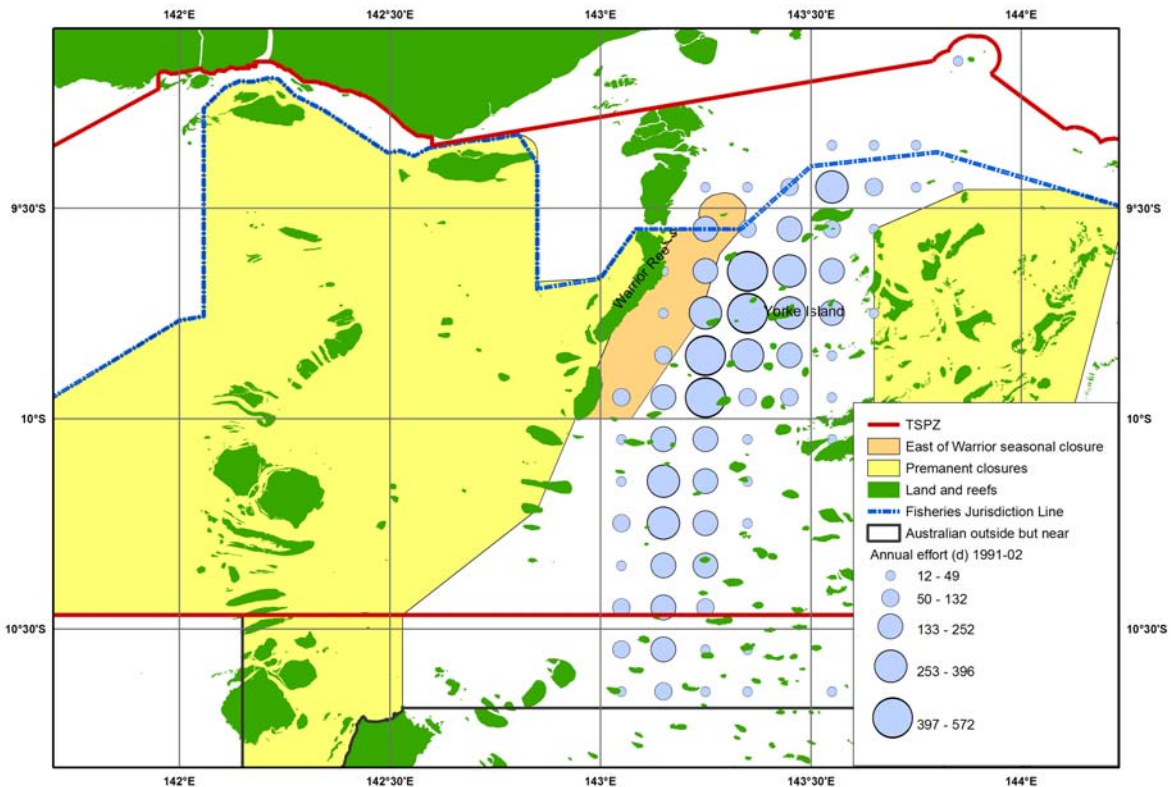 142°E 142°30'E 143°E 143°30'E 144°E
9°30'S 9°30'S
Warrior Ree
Yorke Island
10°S 10°S
TSPZ
East of Warrior seasonal closure
Premanent closures
Land and reefs
Fisheries Jurisdiction Line
Australian outside but near
Annual effort (d) 1991-02
12 - 49
50 - 132
133 - 252
253 - 396
397 - 572
10°30'S 10°30'S
142°E 142°30'E 143°E 143°30'E 144°E